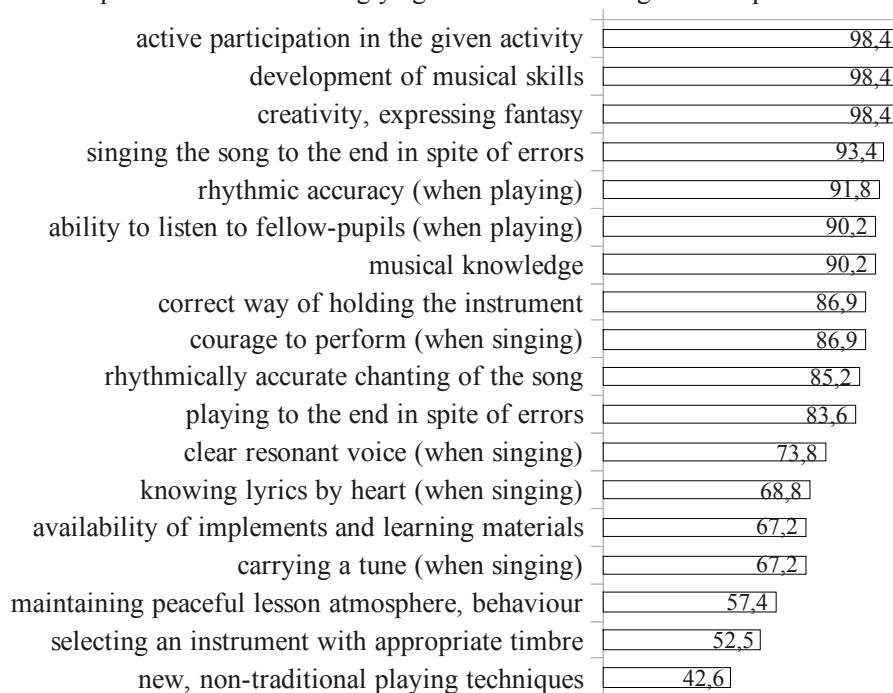 active participation in the given activity 98,4
development of musical skills 98,4
creativity, expressing fantasy 98,4
singing the song to the end in spite of errors 93,4
rhythmic accuracy (when playing) 91,8
ability to listen to fellow-pupils (when playing) 90,2
musical knowledge 90,2
correct way of holding the instrument 86,9
courage to perform (when singing) 86,9
rhythmically accurate chanting of the song 85,2
playing to the end in spite of errors 83,6
clear resonant voice (when singing) 73,8
knowing lyrics by heart (when singing) 68,8
availability of implements and learning materials 67,2
carrying a tune (when singing) 67,2
maintaining peaceful lesson atmosphere, behaviour 57,4
selecting an instrument with appropriate timbre 52,5
new, non-traditional playing techniques 42,6